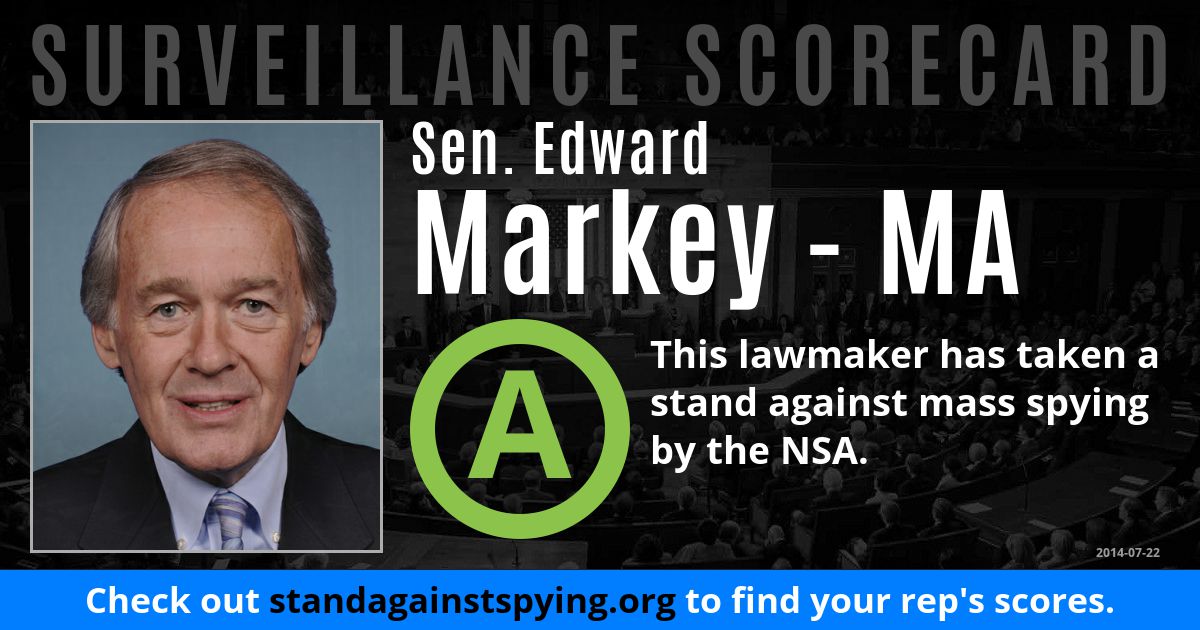 SURVEILLANCE SCORECARD
Sen. Edward
Markey - MA
A
This lawmaker has taken a
stand against mass spying
by the NSA.
2014-07-22
Check out standagainstspying.org to find your rep's scores.